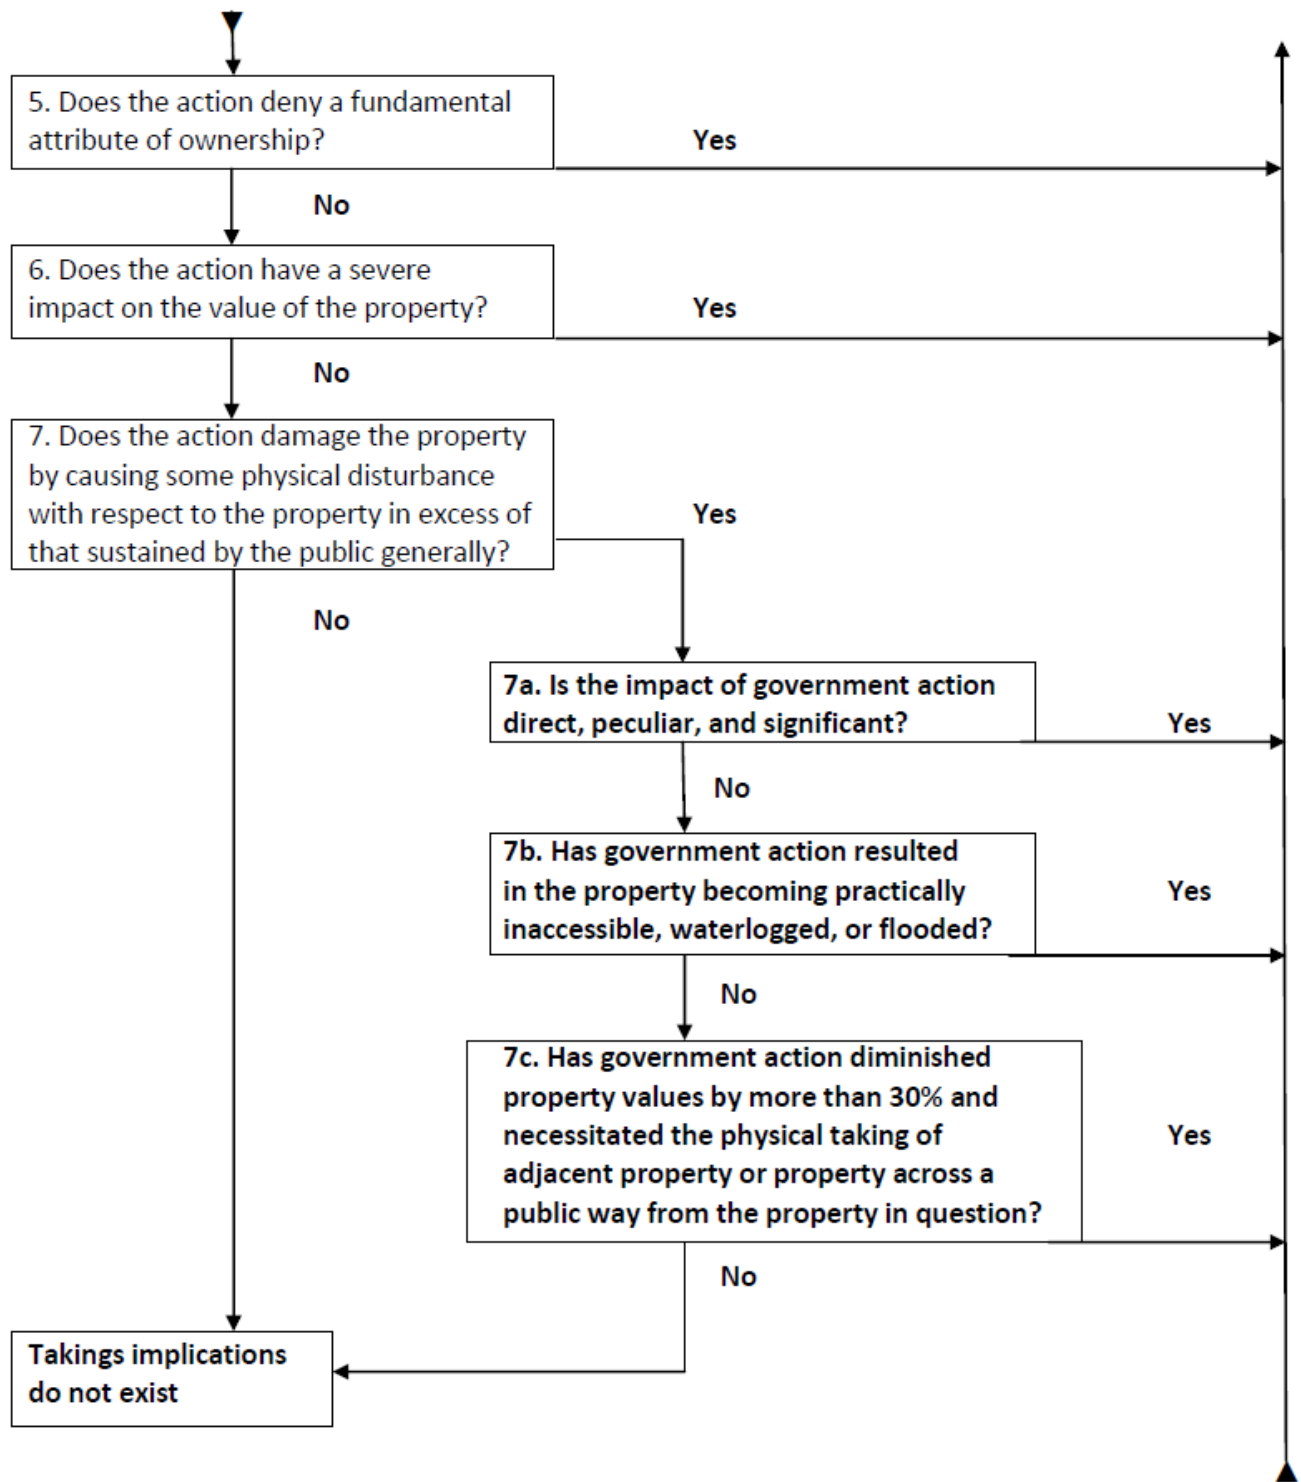 5. Does the action deny a fundamental
attribute of ownership?
Yes
No
6. Does the action have a severe
impact on the value of the property?
Yes
No
7. Does the action damage the property
by causing some physical disturbance
with respect to the property in excess of
that sustained by the public generally?
Yes
No
7a. Is the impact of government action
direct, peculiar, and significant?
Yes
No
7b. Has government action resulted
in the property becoming practically
inaccessible, waterlogged, or flooded?
Yes
No
7c. Has government action diminished
property values by more than 30% and
necessitated the physical taking of
adjacent property or property across a
public way from the property in question?
Yes
No
Takings implications
do not exist